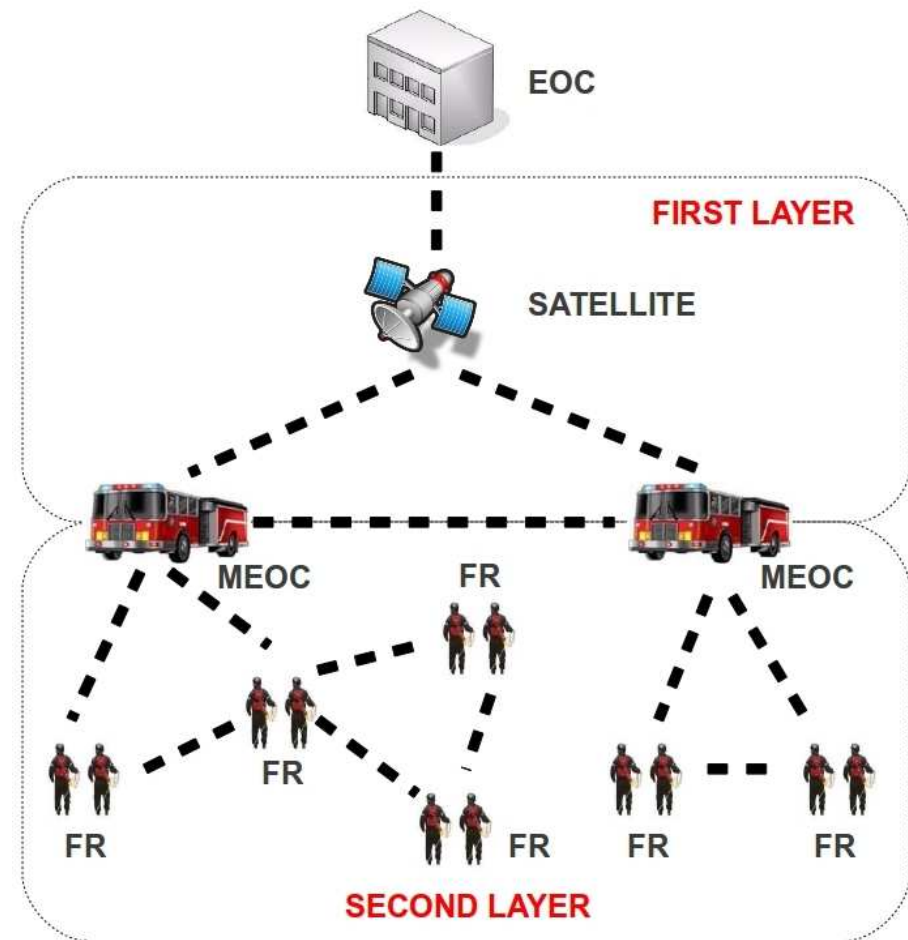 EOC
FIRST LAYER
SATELLITE
MEOC
FR
MEOC
FR
FR
FR
FR
FR
SECOND LAYER